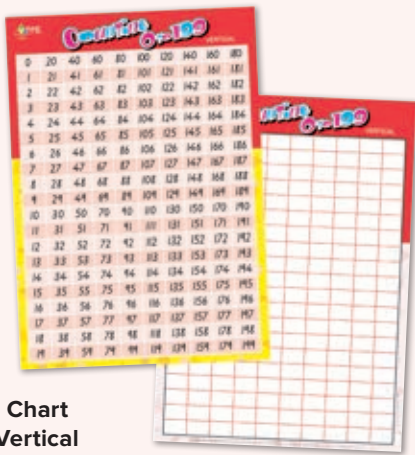 Counting
0 to 199
VERTICAL
0 20 40 60 80 100 120 140 160 180
1 21 41 61 81 101 121 141 161 181
2 22 42 62 82 102 122 142 162 182
3 23 43 63 83 103 123 143 163 183
4 24 44 64 84 104 124 144 164 184
5 25 45 65 85 105 125 145 165 185
6 26 46 66 86 106 126 146 166 186
7 27 47 67 87 107 127 147 167 187
8 28 48 68 88 108 128 148 168 188
9 29 49 69 89 109 129 149 169 189
10 30 50 70 90 110 130 150 170 190
11 31 51 71 91 111 131 151 171 191
12 32 52 72 92 112 132 152 172 192
13 33 53 73 93 113 133 153 173 193
14 34 54 74 94 114 134 154 174 194
15 35 55 75 95 115 135 155 175 195
16 36 56 76 96 116 136 156 176 196
17 37 57 77 97 117 137 157 177 197
18 38 58 78 98 118 138 158 178 198
19 39 59 79 99 119 139 159 179 199
nting
0 to 199
VERTICAL
Chart
Vertical